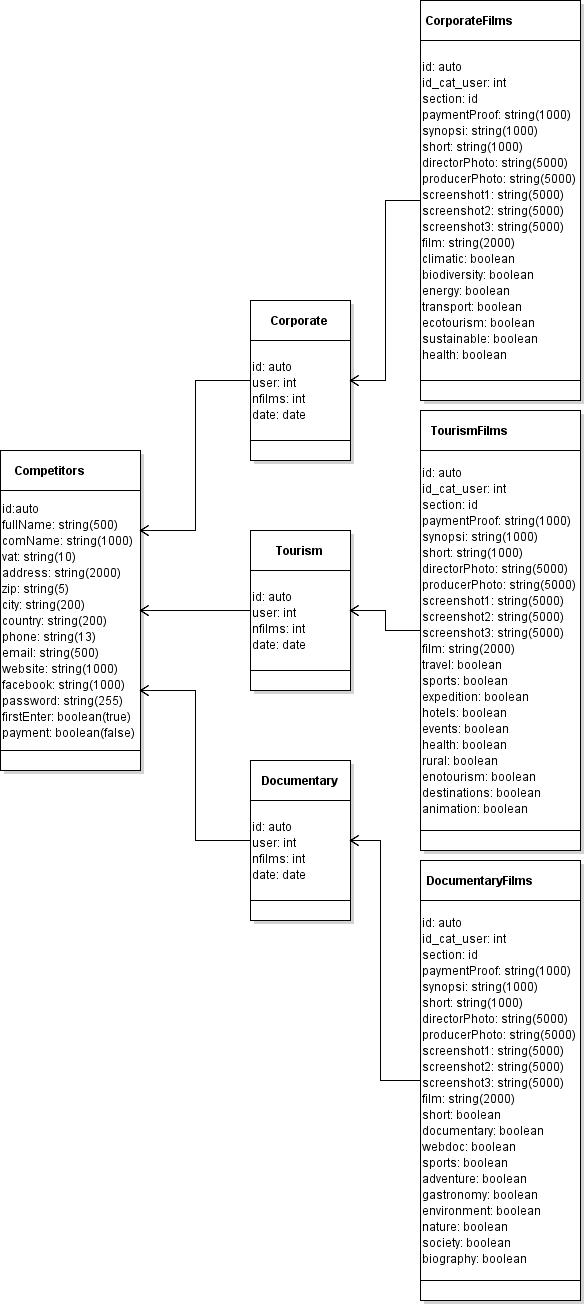 CorporateFilms
id: auto
id_cat_user: int
section: id
paymentProof: string(1000)
synopsi: string(1000)
short: string(1000)
directorPhoto: string(5000)
producerPhoto: string(5000)
screenshot1: string(5000)
screenshot2: string(5000)
screenshot3: string(5000)
film: string(2000)
climatic: boolean
biodiversity: boolean
energy: boolean
transport: boolean
ecotourism: boolean
sustainable: boolean
health: boolean
Corporate
id: auto
user: int
nfilms: int
date: date
TourismFilms
id: auto
id_cat_user: int
section: id
paymentProof: string(1000)
synopsi: string(1000)
short: string(1000)
directorPhoto: string(5000)
producerPhoto: string(5000)
screenshot1: string(5000)
screenshot2: string(5000)
screenshot3: string(5000)
film: string(2000)
travel: boolean
sports: boolean
expedition: boolean
hotels: boolean
events: boolean
health: boolean
rural: boolean
enotourism: boolean
destinations: boolean
animation: boolean
Competitors
id:auto
fullName: string(500)
comName: string(1000)
vat: string(10)
address: string(2000)
zip: string(5)
city: string(200)
country: string(200)
phone: string(13)
email: string(500)
website: string(1000)
facebook: string(1000)
password: string(255)
firstEnter: boolean(true)
payment: boolean(false)
Tourism
id: auto
user: int
nfilms: int
date: date
Documentary
id: auto
user: int
nfilms: int
date: date
DocumentaryFilms
id: auto
id_cat_user: int
section: id
paymentProof: string(1000)
synopsi: string(1000)
short: string(1000)
directorPhoto: string(5000)
producerPhoto: string(5000)
screenshot1: string(5000)
screenshot2: string(5000)
screenshot3: string(5000)
film: string(2000)
short: boolean
documentary: boolean
webdoc: boolean
sports: boolean
adventure: boolean
gastronomy: boolean
environment: boolean
nature: boolean
society: boolean
biography: boolean